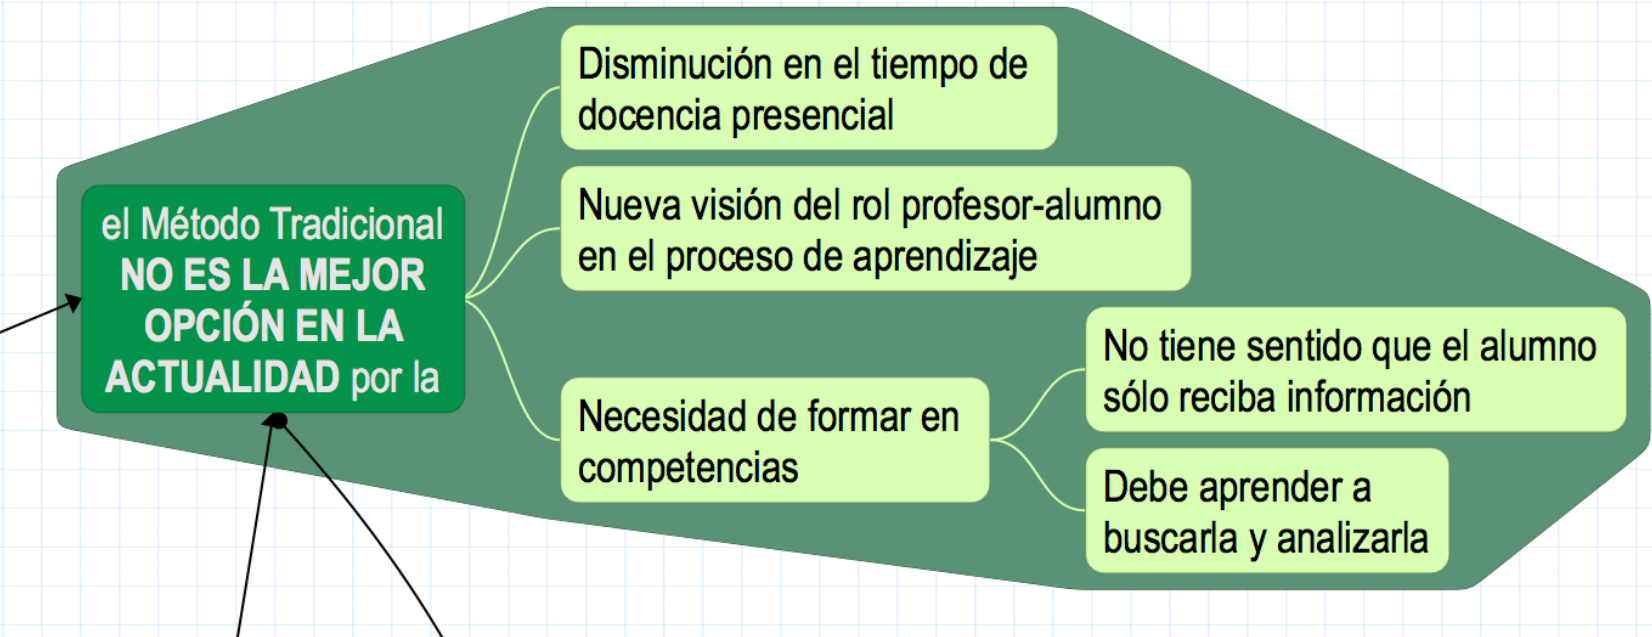 el Método Tradicional
NO ES LA MEJOR
OPCIÓN EN LA
ACTUALIDAD por la
Disminución en el tiempo de
docencia presencial
Nueva visión del rol profesor-alumno
en el proceso de aprendizaje
Necesidad de formar en
competencias
No tiene sentido que el alumno
sólo reciba información
Debe aprender a
buscarla y analizarla